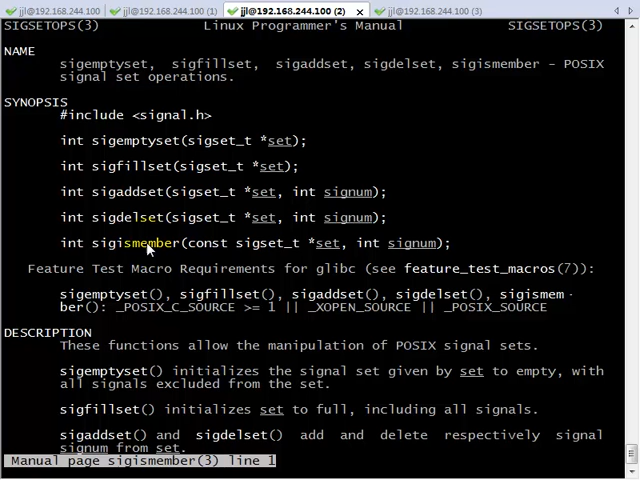 jjl@192.168.244.100 jjl@192.168.244.100 (1) jjl@192.168.244.100 (2) jjl@192.168.244.100 (3)
SIGSETOPS(3) Linux Programmer's Manual SIGSETOPS(3)
NAME
sigemptyset, sigfillset, sigaddset, sigdelset, sigismember - POSIX
signal set operations.
SYNOPSIS
#include <signal.h>
int sigemptyset(sigset_t *set);
int sigfillset(sigset_t *set);
int sigaddset(sigset_t *set, int signum);
int sigdelset(sigset_t *set, int signum);
int sigismember(const sigset_t *set, int signum);
Feature Test Macro Requirements for glibc (see feature_test_macros(7)):
sigemptyset(), sigfillset(), sigaddset(), sigdelset(), sigismem-
ber(): _POSIX_C_SOURCE >= 1 || _XOPEN_SOURCE || _POSIX_SOURCE
DESCRIPTION
These functions allow the manipulation of POSIX signal sets.
sigemptyset() initializes the signal set given by set to empty, with
all signals excluded from the set.
sigfillset() initializes set to full, including all signals.
sigaddset() and sigdelset() add and delete respectively signal
signum from set.
Manual page sigismember(3) line 1